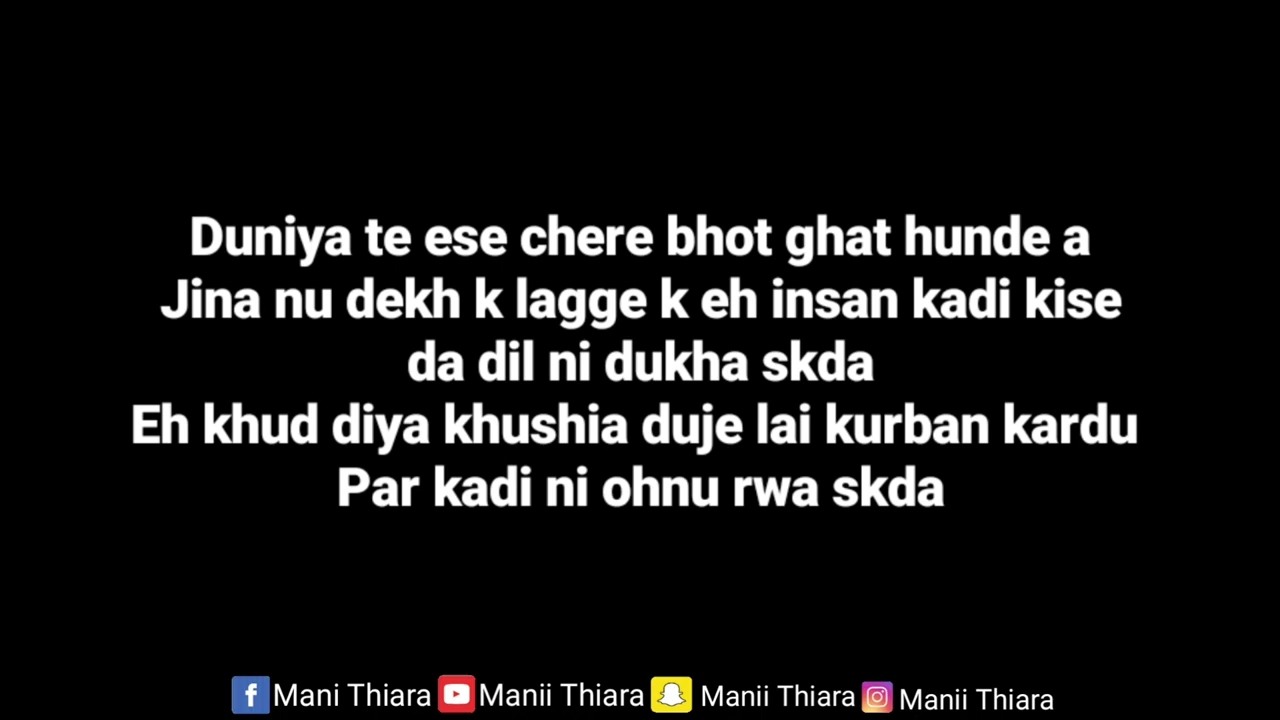 Duniya te ese chere bhot ghat hunde a
Jina nu dekh k lagge k eh insan kadi kise
da dil ni dukha skda
Eh khud diya khushia duje lai kurban kardu
Par kadi ni ohnu rwa skda
Mani Thiara Manii Thiara Manii Thiara Manii Thiara